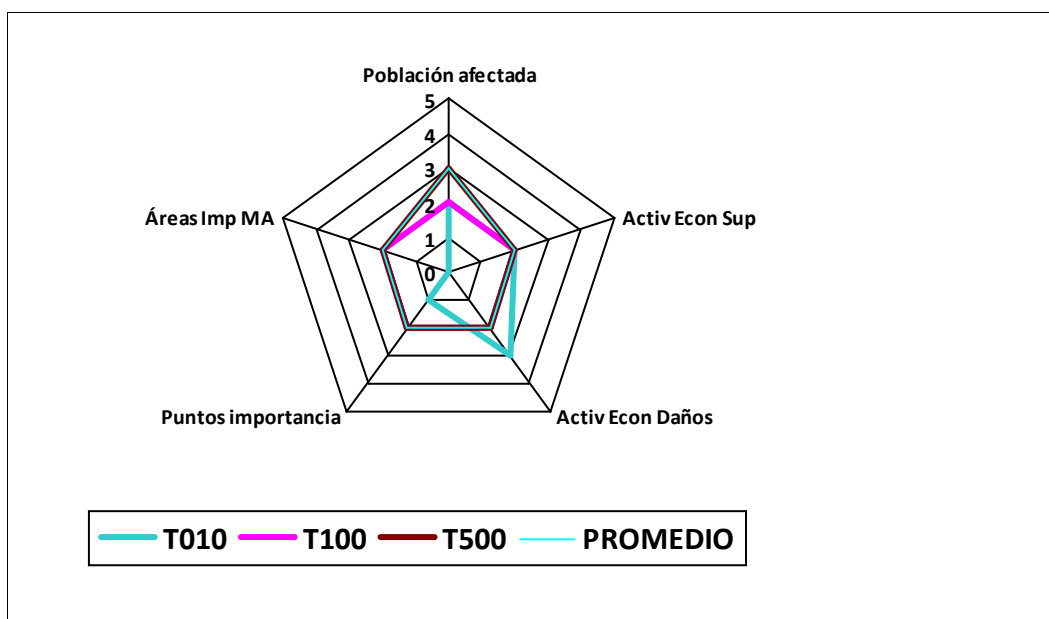 Población afectada
5
4
3
2
1
0
Áreas Imp MA
Activ Econ Sup
Puntos importancia
Activ Econ Daños
T010 T100 T500 PROMEDIO